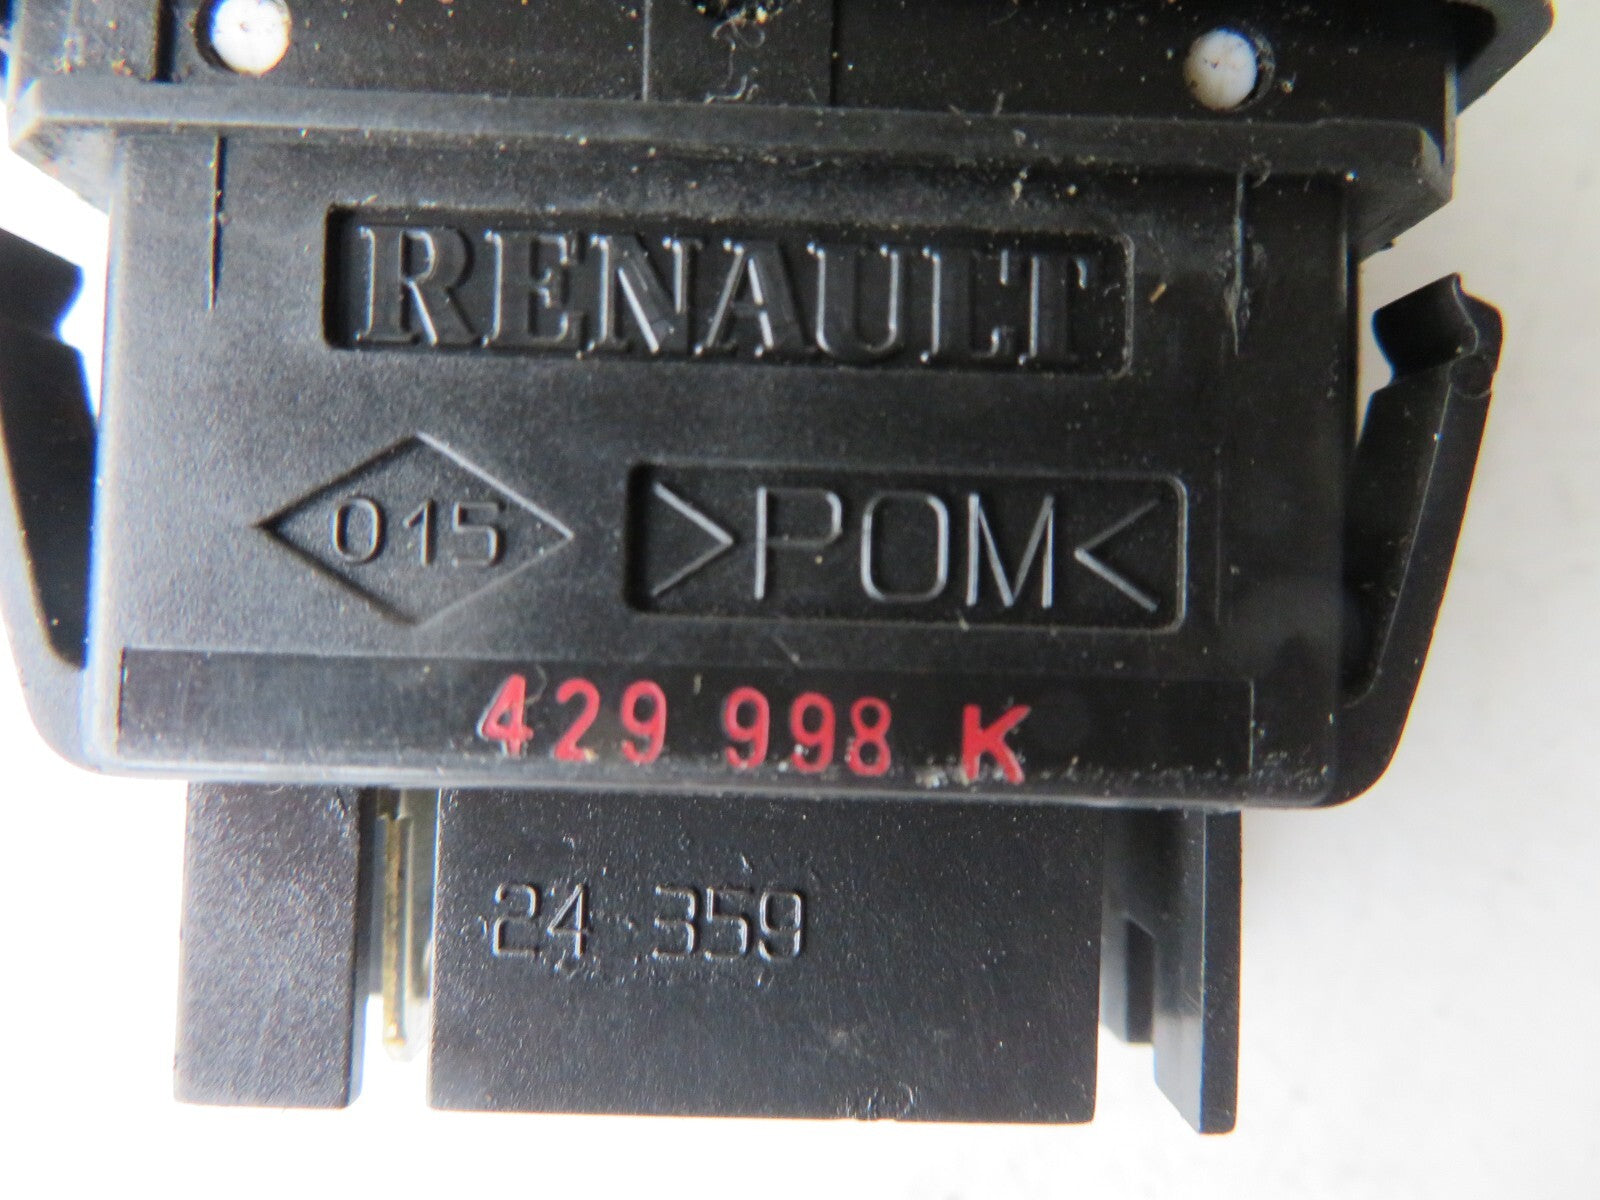 RENAULT
015 >POM<
429 998 K
24 359